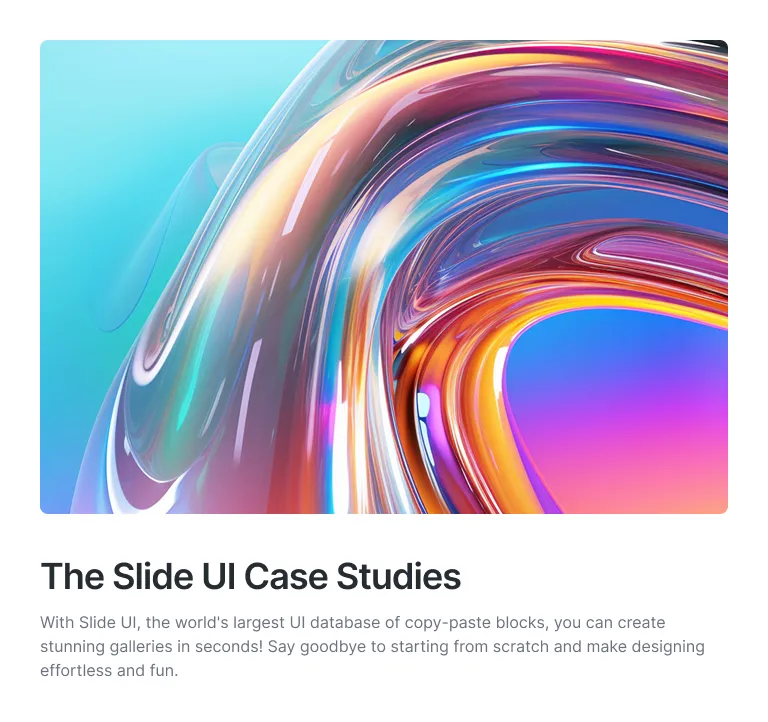 The Slide UI Case Studies
With Slide UI, the world's largest UI database of copy-paste blocks, you can create
stunning galleries in seconds! Say goodbye to starting from scratch and make designing
effortless and fun.